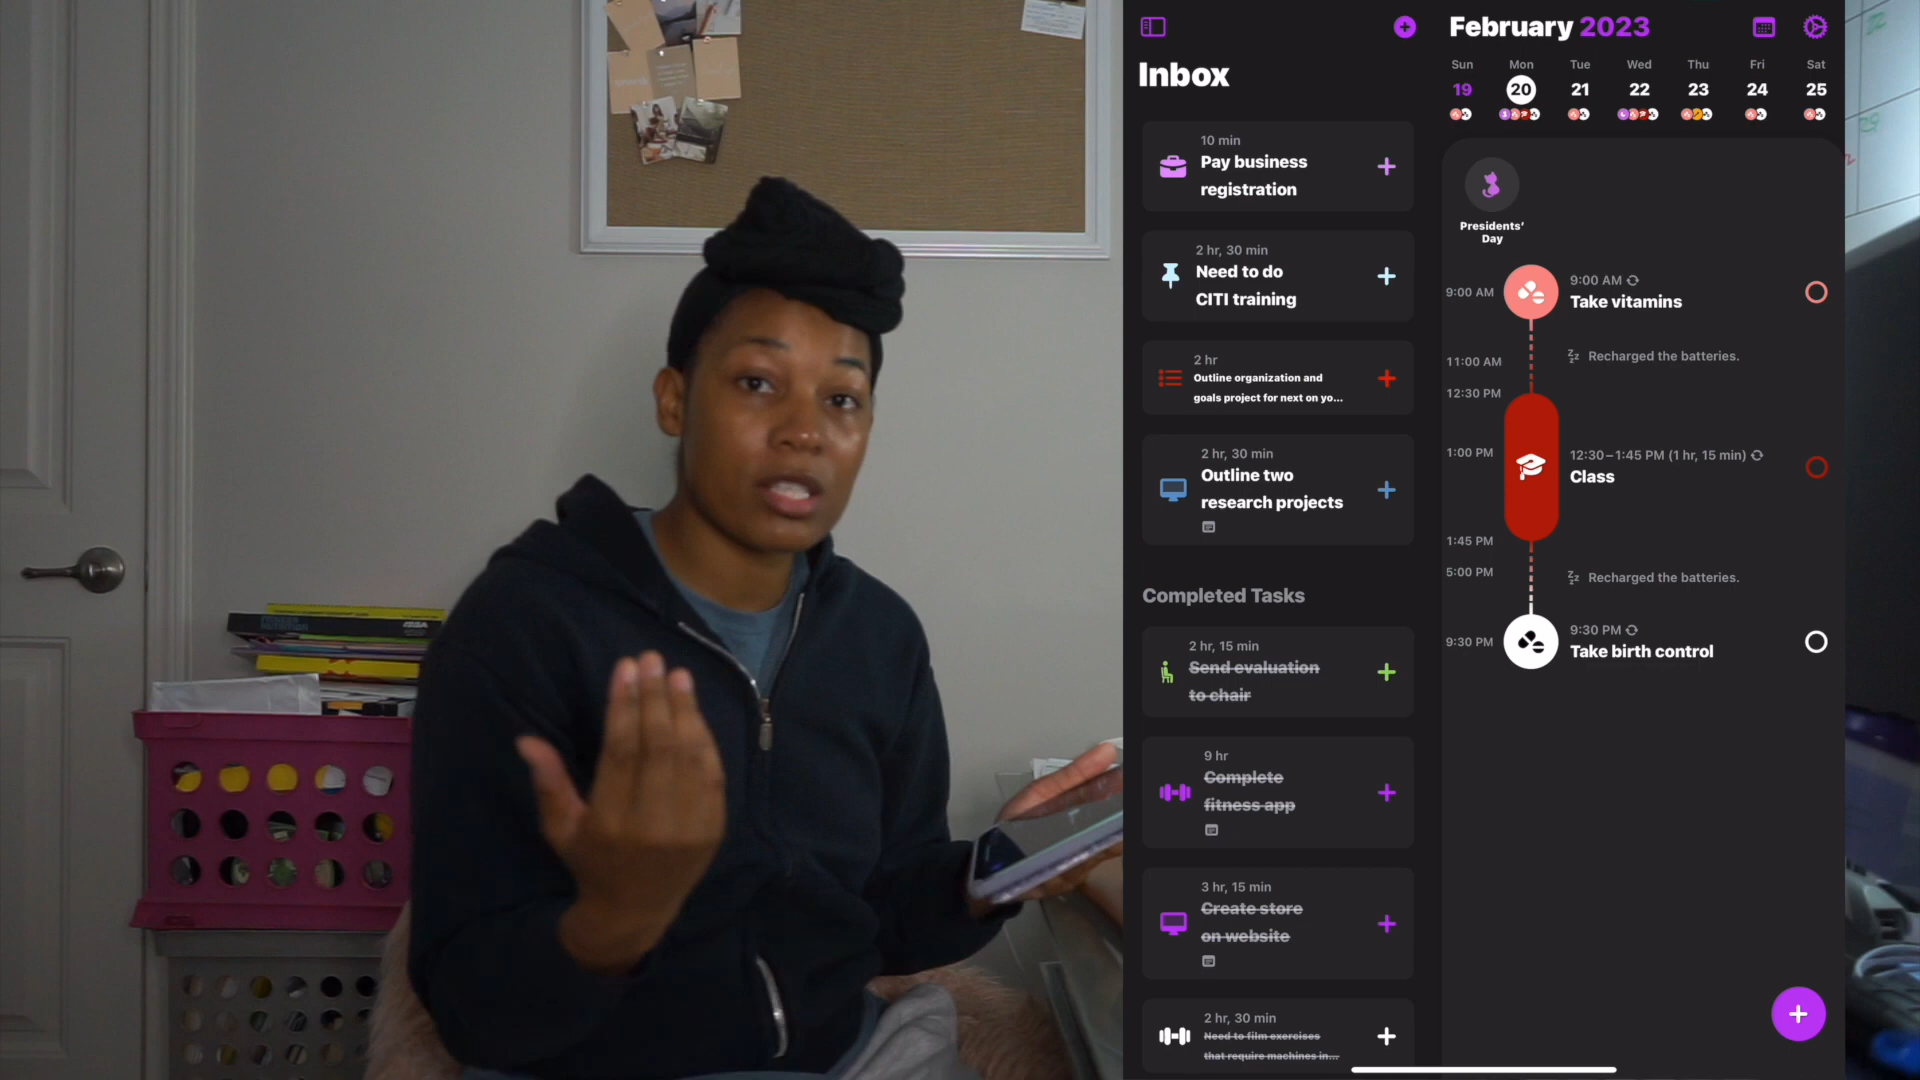 Inbox
10 min
Pay business
registration
2 hr, 30 min
Need to do
CITI training
2 hr
Outline organization and
goals project for next on yo...
2 hr, 30 min
Outline two
research projects
Completed Tasks
2 hr, 15 min
Send evaluation
to chair
9 hr
Complete
fitness app
3 hr, 15 min
Create store
on website
2 hr, 30 min
Need to film exercises
that require machines in...
February 2023
Sun Mon Tue Wed Thu Fri Sat
19 20 21 22 23 24 25
Presidents'
Day
9:00 AM
9:00 AM
Take vitamins
11:00 AM
Recharged the batteries.
12:30 PM
1:00 PM
12:30–1:45 PM (1 hr, 15 min)
Class
1:45 PM
5:00 PM
Recharged the batteries.
9:30 PM
9:30 PM
Take birth control
ISSA